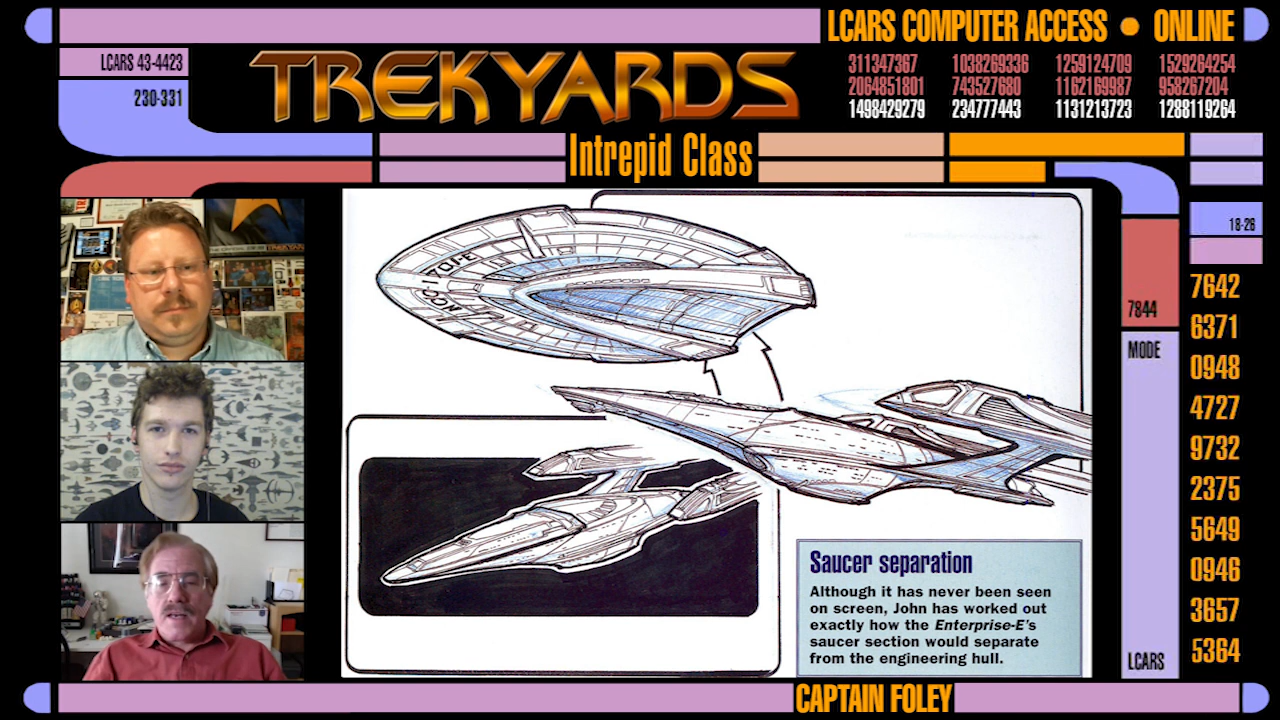 LCARS COMPUTER ACCESS • ONLINE
LCARS 43-4423
230-331
TREKYARDS
311347367 1038269336 1259124709 1529264254
2064851801 743527680 1162169987 958267204
1498429279 234777443 1131213723 1288119264
Intrepid Class
18-26
7844
MODE
LCARS
7642
6371
0948
4727
9732
2375
5649
0946
3657
5364
NCC-1701-E
Saucer separation
Although it has never been seen
on screen, John has worked out
exactly how the Enterprise-E's
saucer section would separate
from the engineering hull.
CAPTAIN FOLEY